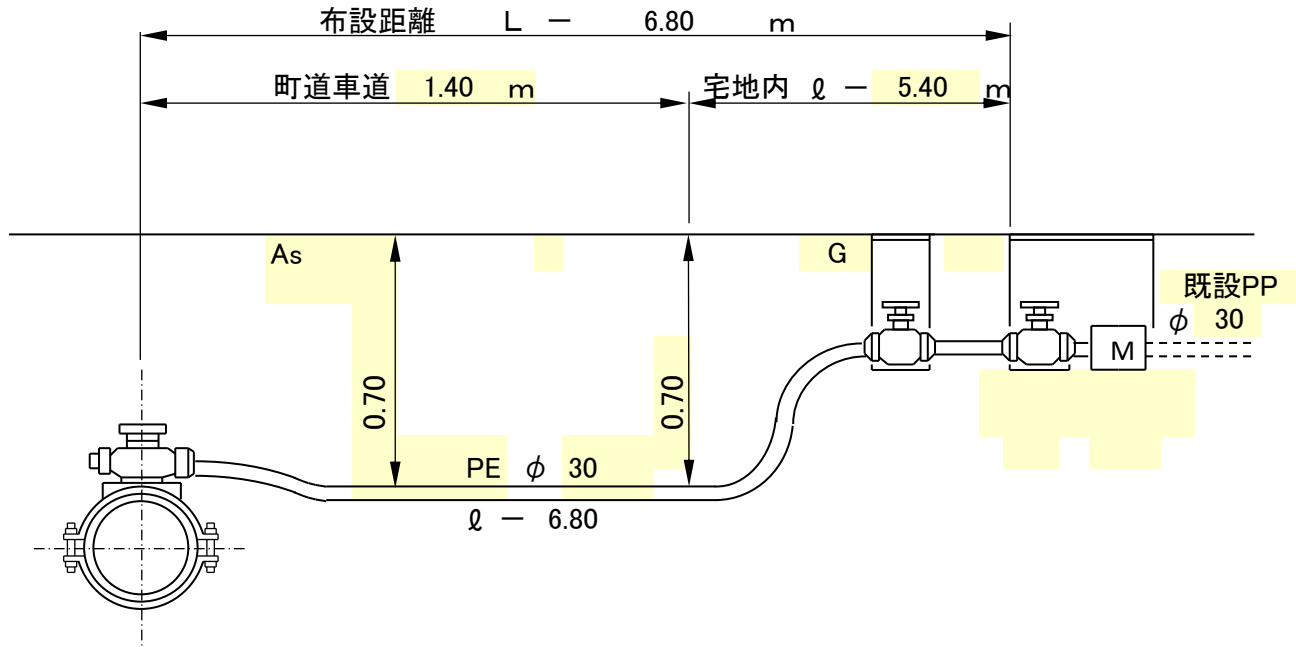 布設距離 L － 6.80 m
町道車道 1.40 m
宅地内 ℓ － 5.40 m
As
G
既設PP
φ 30
0.70
0.70
M
PE φ 30
ℓ － 6.80